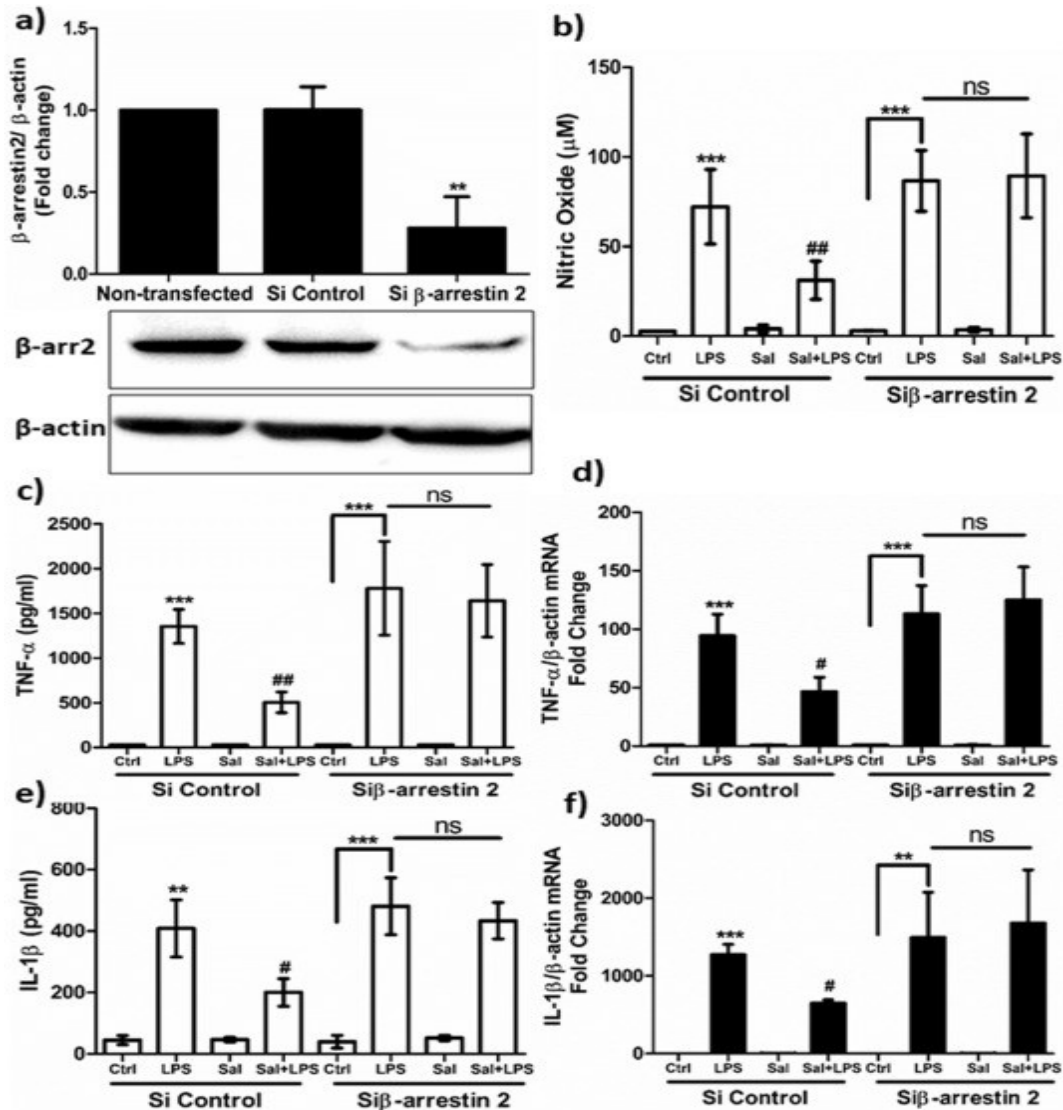 a)
β-arrestin2/ β-actin
(Fold change)
1.5
1.0
0.5
0.0
**
Non-transfected Si Control Si β-arrestin 2
β-arr2
β-actin
b)
Nitric Oxide (μM)
150
100
50
0
***
##
***
ns
Ctrl LPS Sal Sal+LPS Ctrl LPS Sal Sal+LPS
Si Control Siβ-arrestin 2
c)
TNF-α (pg/ml)
2500
2000
1500
1000
500
0
***
##
***
ns
Ctrl LPS Sal Sal+LPS Ctrl LPS Sal Sal+LPS
Si Control Siβ-arrestin 2
d)
TNF-α/β-actin mRNA
Fold Change
200
150
100
50
0
***
#
***
ns
Ctrl LPS Sal Sal+LPS Ctrl LPS Sal Sal+LPS
Si Control Siβ-arrestin 2
e)
IL-1β (pg/ml)
800
600
400
200
0
**
#
***
ns
Ctrl LPS Sal Sal+LPS Ctrl LPS Sal Sal+LPS
Si Control Siβ-arrestin 2
f)
IL-1β/β-actin mRNA
Fold Change
3000
2000
1000
0
***
#
**
ns
Ctrl LPS Sal Sal+LPS Ctrl LPS Sal Sal+LPS
Si Control Siβ-arrestin 2